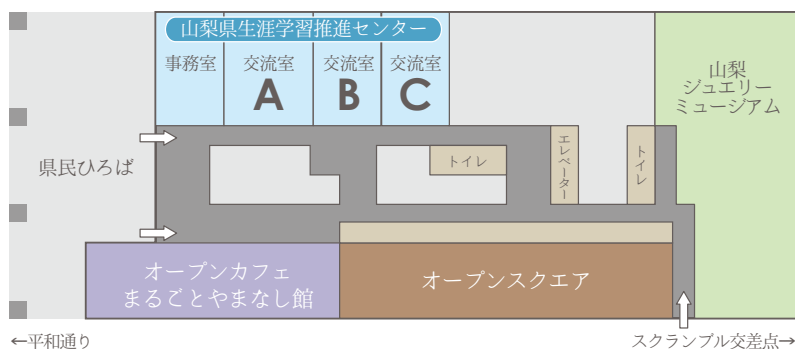 山梨県生涯学習推進センター
事務室
交流室
A
交流室
B
交流室
C
山梨
ジュエリー
ミュージアム
県民ひろば
トイレ
エレベーター
トイレ
オープンカフェ
まるごとやまなし館
オープンスクエア
←平和通り
スクランブル交差点→